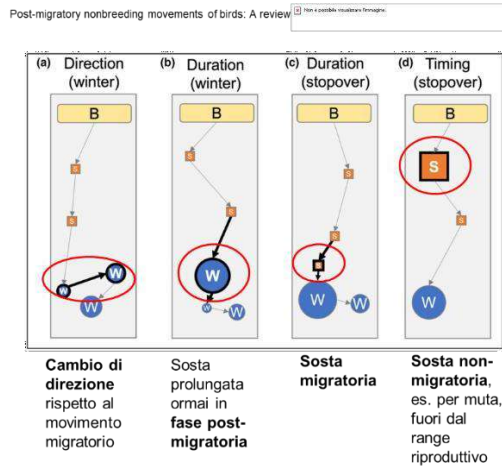 Post-migratory nonbreeding movements of birds: A review
Non è possibile visualizzare l'immagine.
(a) Direction (winter)
(b) Duration (winter)
(c) Duration (stopover)
(d) Timing (stopover)
B
S
S
W
W
W
B
S
S
W
W
W
B
S
S
S
W
W
B
S
S
W
Cambio di
direzione
rispetto al
movimento
migratorio
Sosta
prolungata
ormai in
fase post-
migratoria
Sosta
migratoria
Sosta non-
migratoria,
es. per muta,
fuori dal
range
riproduttivo